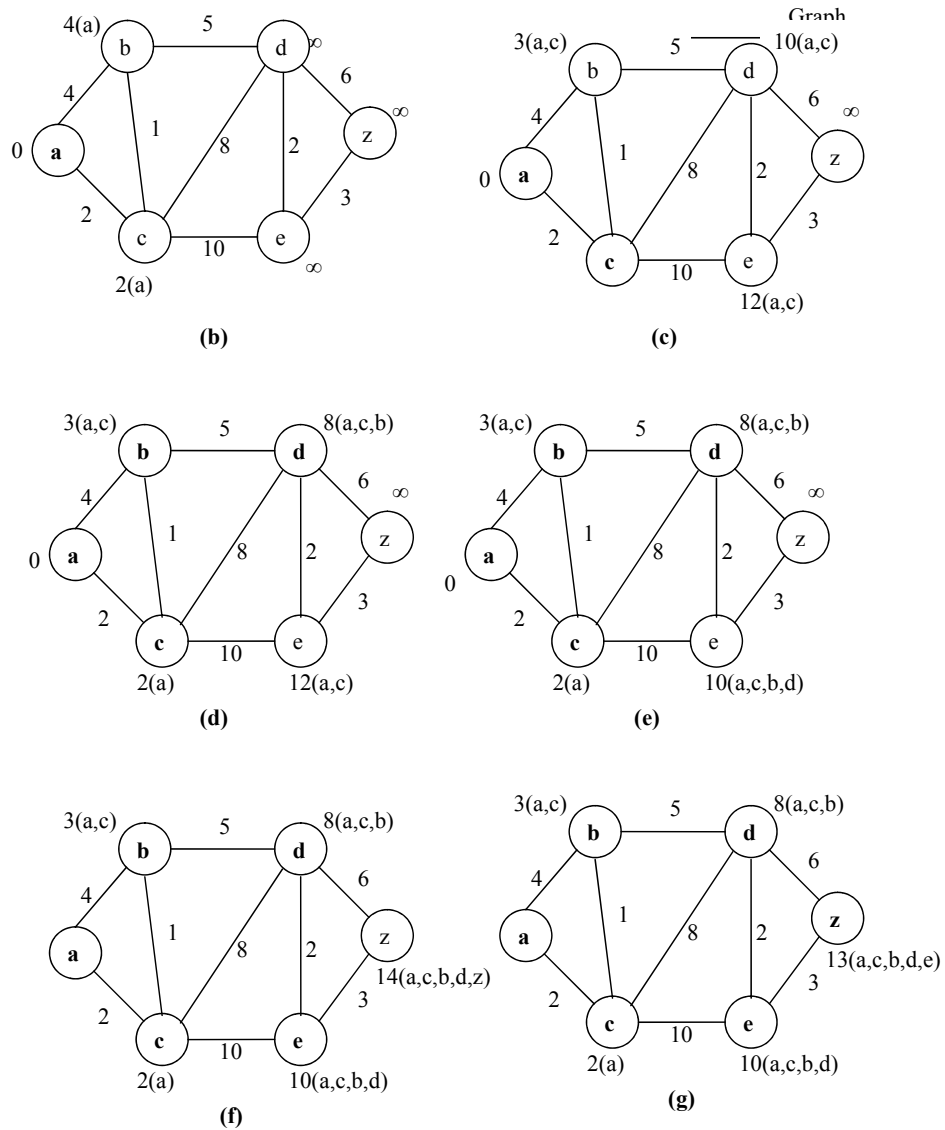 Graph
4(a) 5 ∞
b d
4 1 8 2 6 ∞
0 a z
2 3
c 10 e
2(a) ∞
(b)
3(a,c) 5 10(a,c)
b d
4 1 8 2 6 ∞
0 a z
2 3
c 10 e
12(a,c)
(c)
3(a,c) 5 8(a,c,b)
b d
4 1 8 2 6 ∞
0 a z
2 3
c 10 e
2(a) 12(a,c)
(d)
3(a,c) 5 8(a,c,b)
b d
4 1 8 2 6 ∞
0 a z
2 3
c 10 e
2(a) 10(a,c,b,d)
(e)
3(a,c) 5 8(a,c,b)
b d
4 1 8 2 6
a z
14(a,c,b,d,z)
2 3
c 10 e
2(a) 10(a,c,b,d)
(f)
3(a,c) 5 8(a,c,b)
b d
4 1 8 2 6
a z
13(a,c,b,d,e)
2 3
c 10 e
2(a) 10(a,c,b,d)
(g)